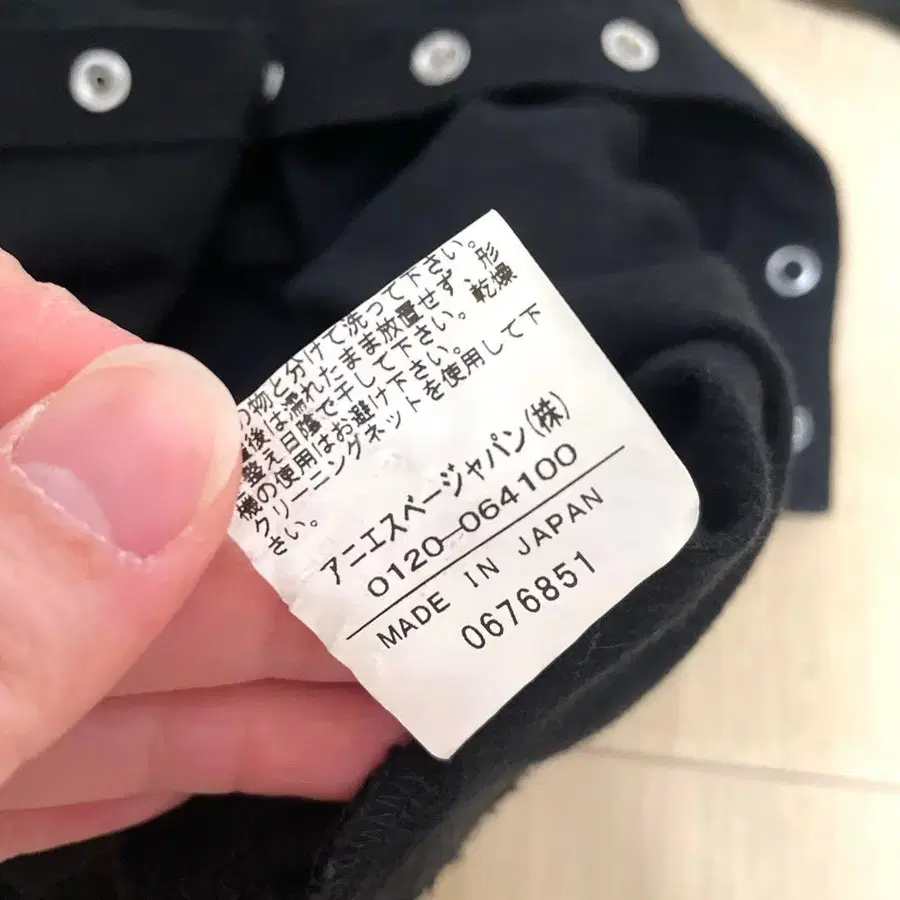 の物と分けて洗って下さい。
後は濡れたまま放置せず、形
整え日陰で干して下さい。乾燥
機の使用はお避け下さい。
クリーニングネットを使用して下
さい。
アニエスベージャパン(株)
0120-064100
MADE IN JAPAN
0676851